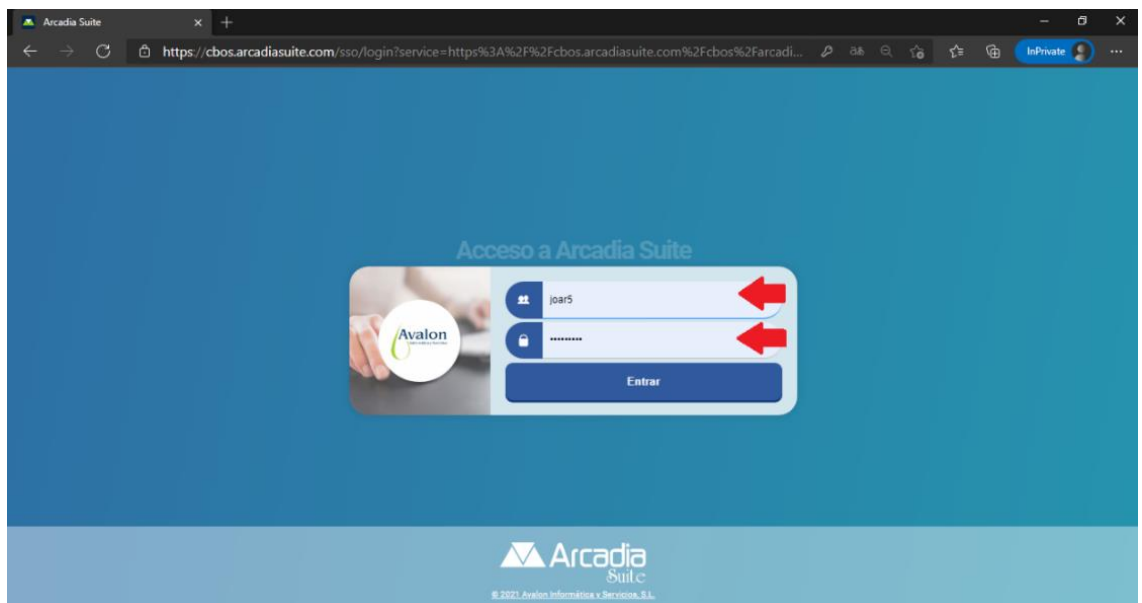 Arcadia Suite
https://cbos.arcadiasuite.com/sso/login?service=https%3A%2F%2Fcbos.arcadiasuite.com%2Fcbos%2Farcadi...
InPrivate
Acceso a Arcadia Suite
joar5
Avalon
•••••••••
Entrar
Arcadia
Suite
© 2021 Avalon Informática y Servicios, S.L.